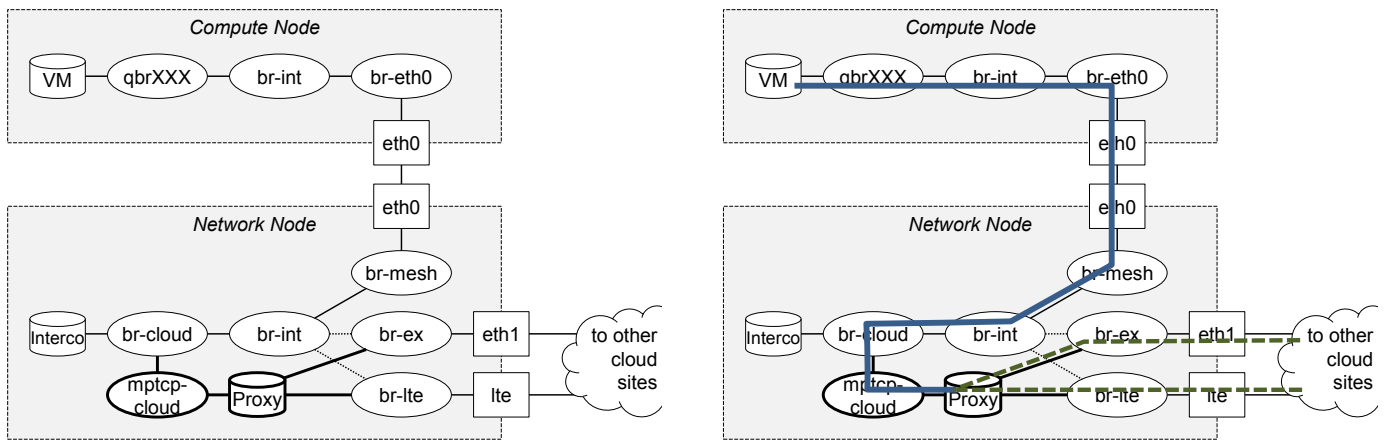 Compute Node
VM
qbrXXX
br-int
br-eth0
eth0
eth0
Network Node
br-mesh
Interco
br-cloud
br-int
br-ex
eth1
to other
cloud
sites
mptcp-
cloud
Proxy
br-lte
lte
Compute Node
VM
qbrXXX
br-int
br-eth0
eth0
eth0
Network Node
br-mesh
Interco
br-cloud
br-int
br-ex
eth1
to other
cloud
sites
mptcp-
cloud
Proxy
br-lte
lte